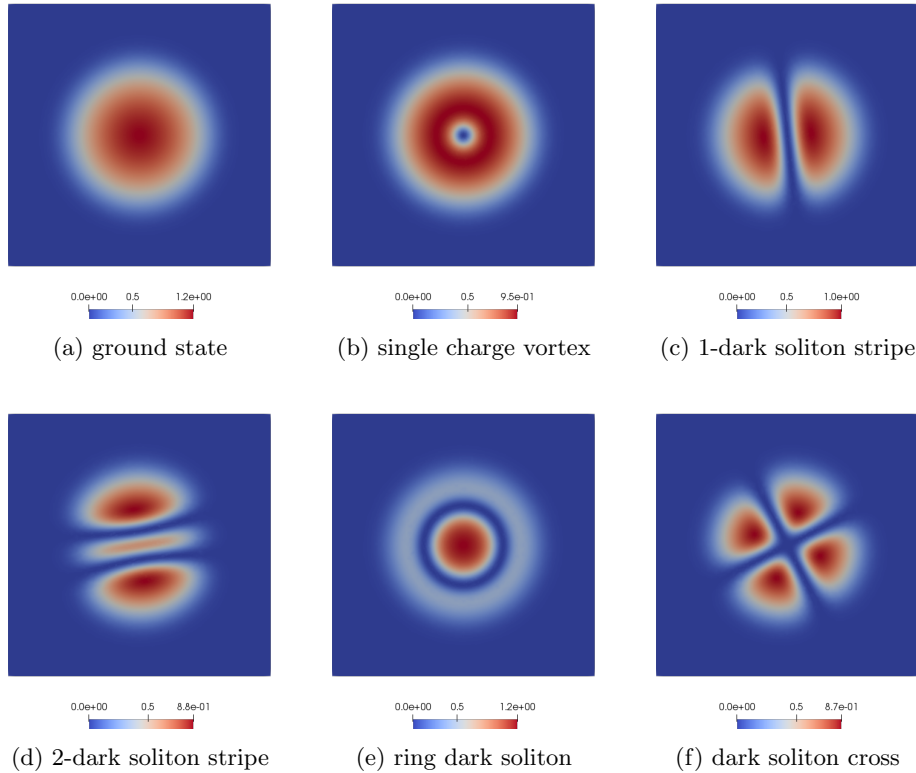 0.0e+00 0.5 1.2e+00
(a) ground state
0.0e+00 0.5 9.5e-01
(b) single charge vortex
0.0e+00 0.5 1.0e+00
(c) 1-dark soliton stripe
0.0e+00 0.5 8.8e-01
(d) 2-dark soliton stripe
0.0e+00 0.5 1.2e+00
(e) ring dark soliton
0.0e+00 0.5 8.7e-01
(f) dark soliton cross